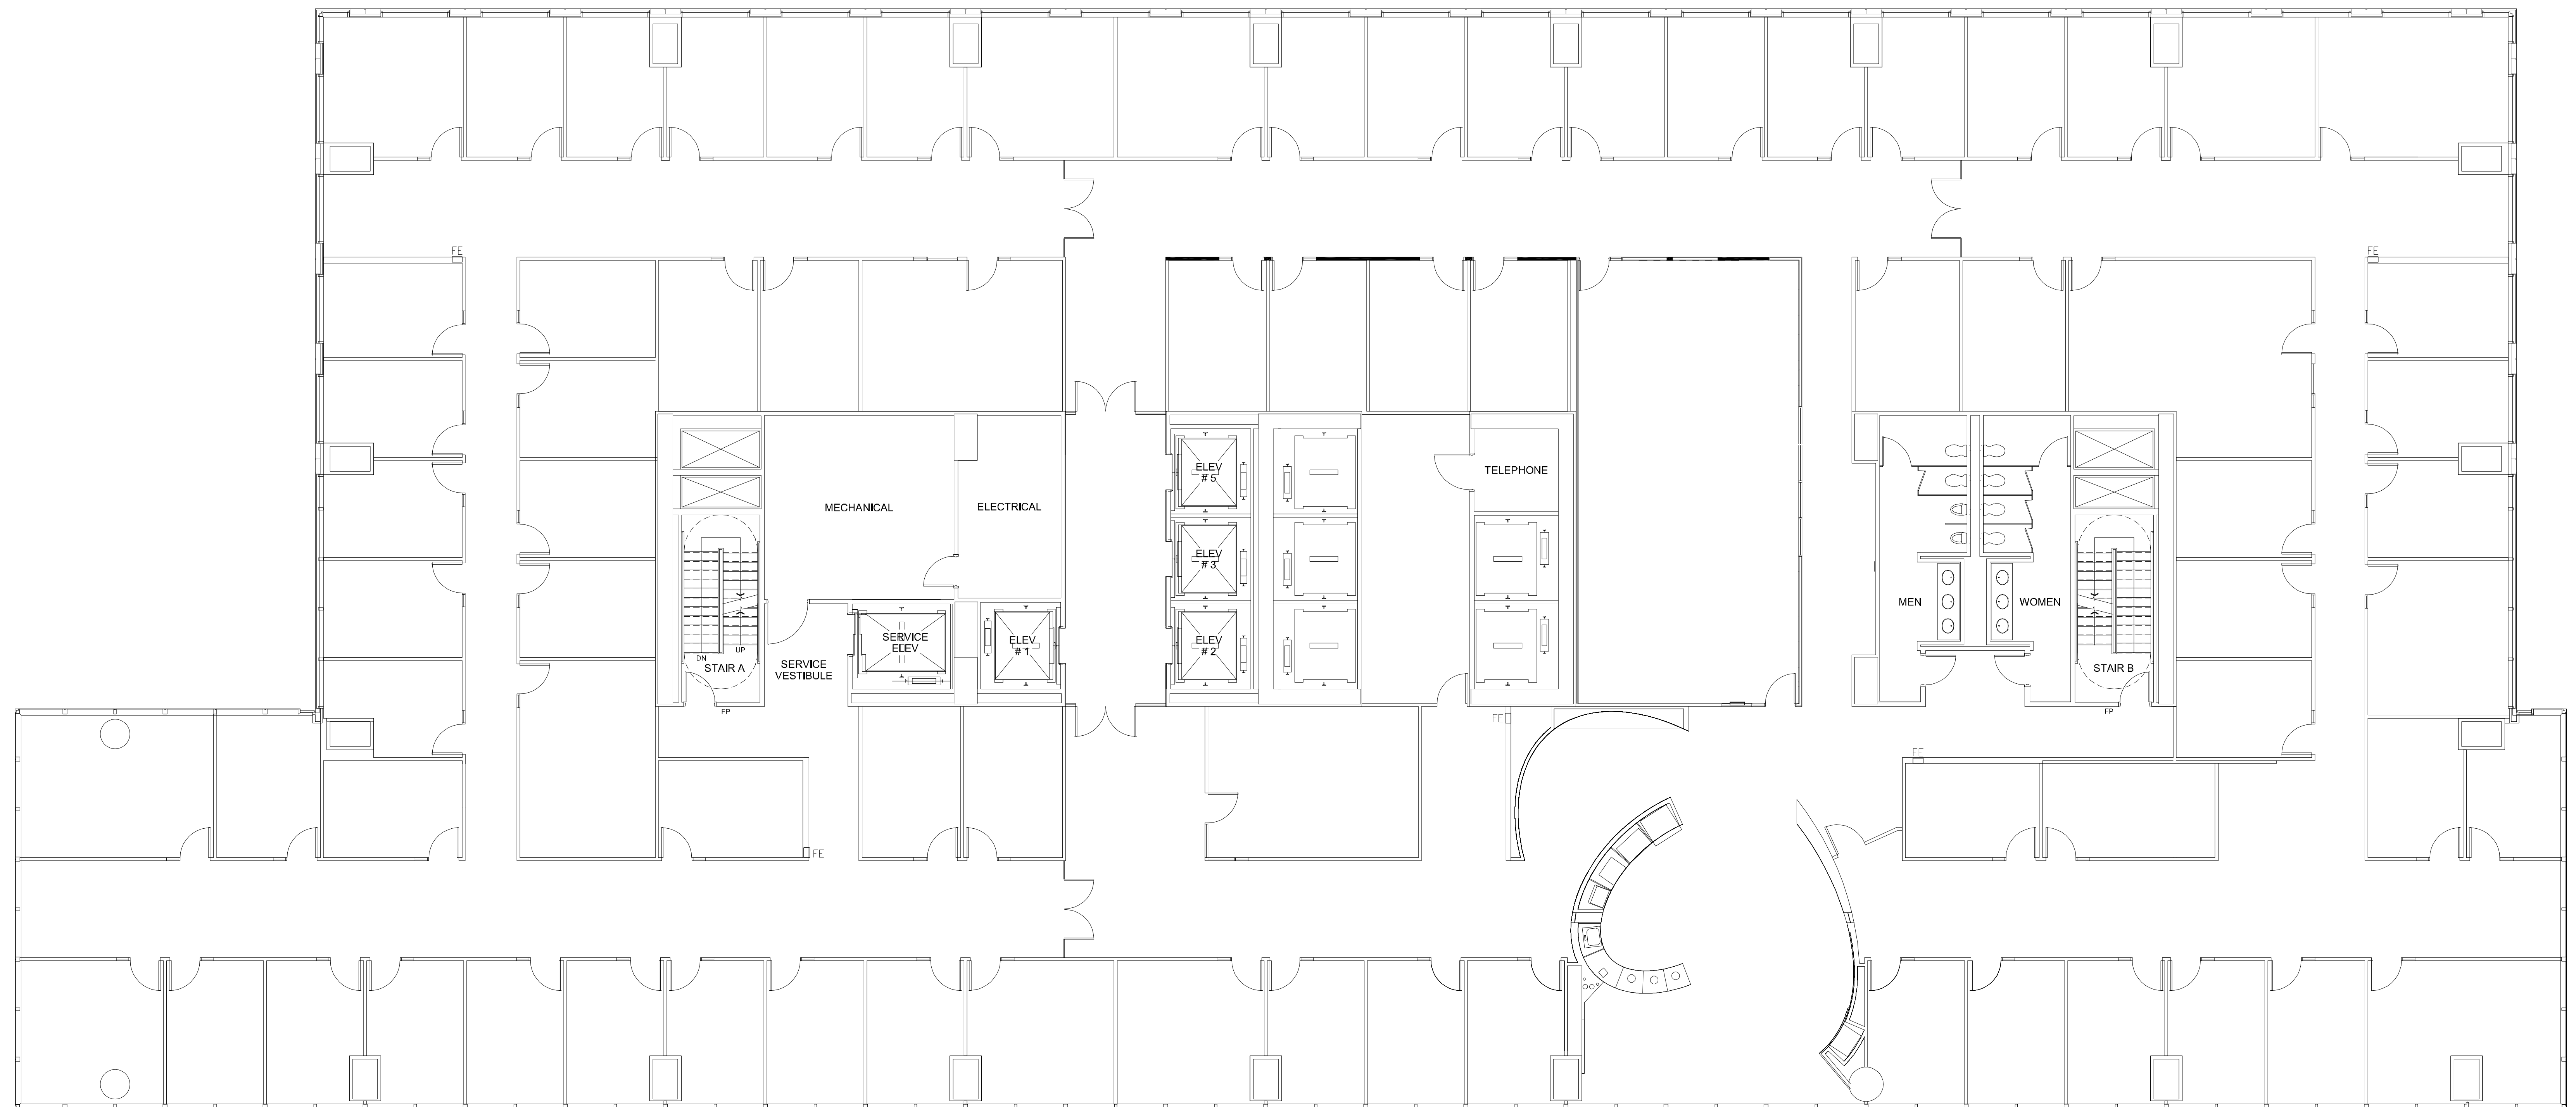 FE
FE
ELEV
# 5
TELEPHONE
MECHANICAL
ELECTRICAL
ELEV
# 3
MEN
WOMEN
SERVICE
ELEV
ELEV
# 1
ELEV
# 2
DN
UP
STAIR A
SERVICE
VESTIBULE
STAIR B
FP
FP
FE
FE
FE